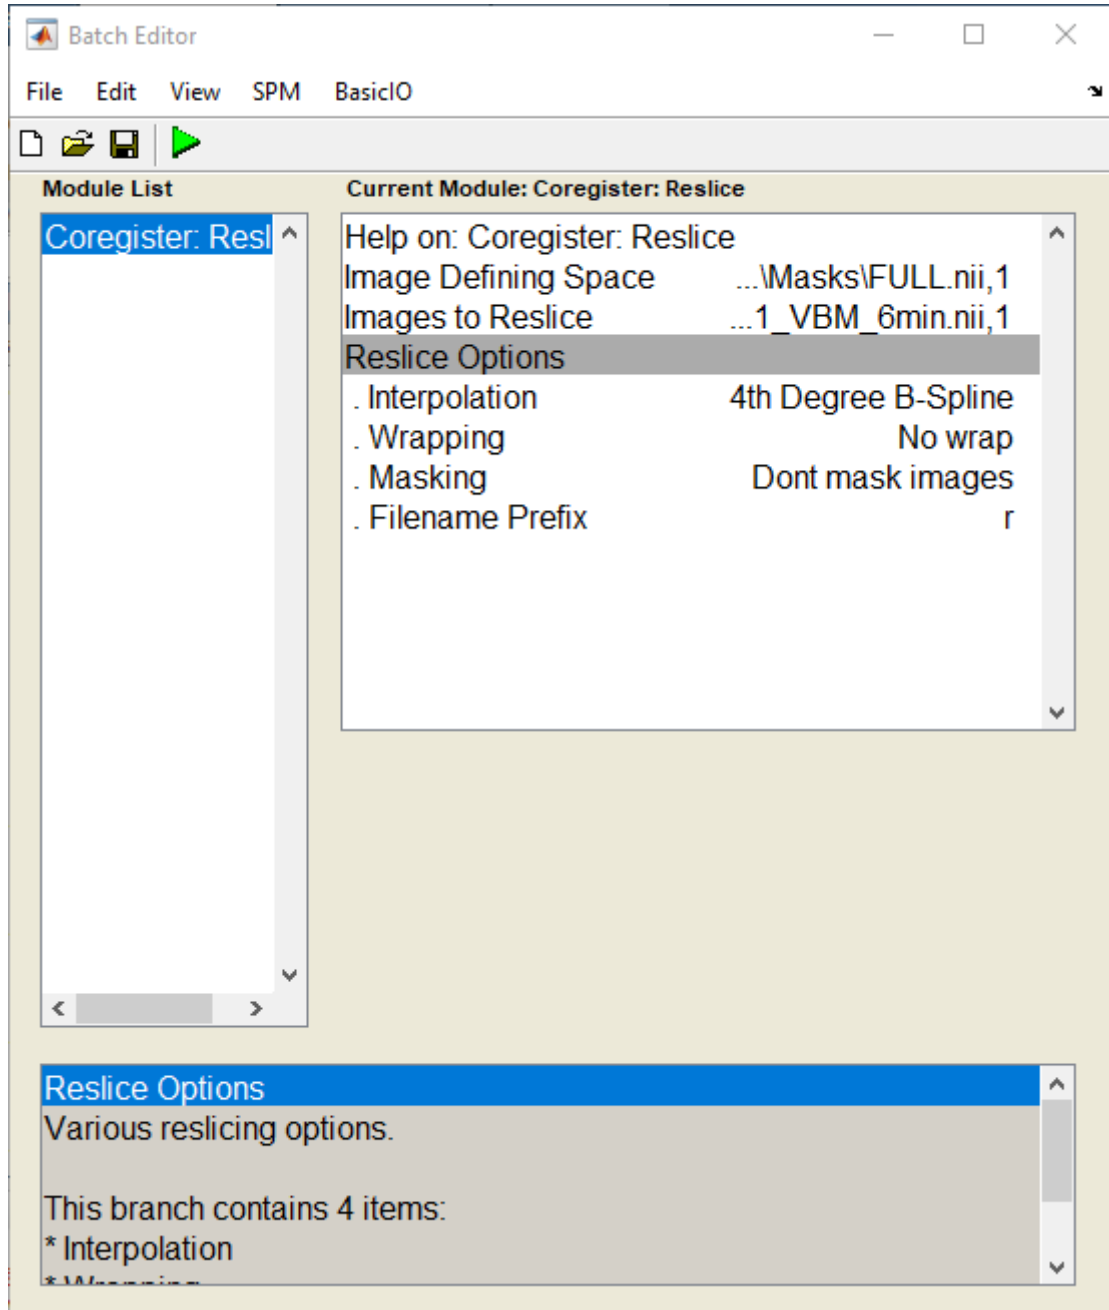 Batch Editor
File Edit View SPM BasicIO
Module List
Current Module: Coregister: Reslice
Coregister: Resl
Help on: Coregister: Reslice
Image Defining Space ...\Masks\FULL.nii,1
Images to Reslice ...1_VBM_6min.nii,1
Reslice Options
. Interpolation 4th Degree B-Spline
. Wrapping No wrap
. Masking Dont mask images
. Filename Prefix r
Reslice Options
Various reslicing options.
This branch contains 4 items:
* Interpolation
* Wrapping